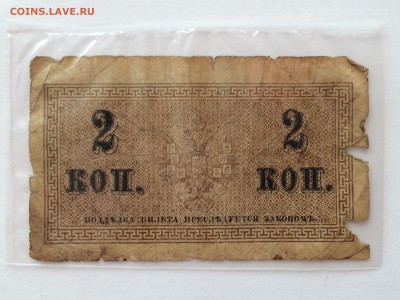 COINS.LAVE.RU
2 2
КОП. КОП.
ПОДДѢЛКА БИЛЕТА ПРЕСЛѢДУЕТСЯ ЗАКОНОМЪ.